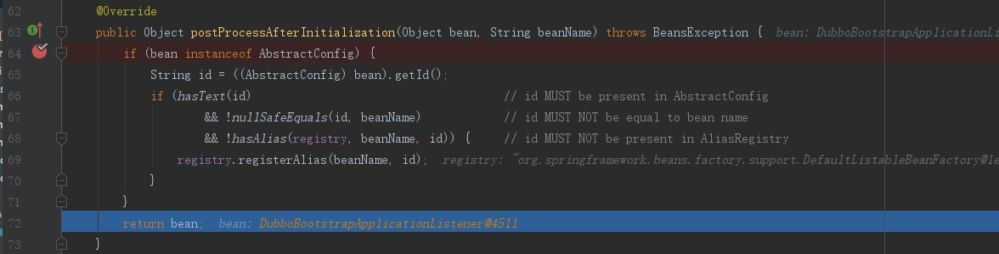 62 @Override
63 public Object postProcessAfterInitialization(Object bean, String beanName) throws BeansException { bean: DubboBootstrapApplicationLi
64 if (bean instanceof AbstractConfig) {
65 String id = ((AbstractConfig) bean).getId();
66 if (hasText(id) // id MUST be present in AbstractConfig
67 && !nullSafeEquals(id, beanName) // id MUST NOT be equal to bean name
68 && !hasAlias(registry, beanName, id)) { // id MUST NOT be present in AliasRegistry
69 registry.registerAlias(beanName, id); registry: "org.springframework.beans.factory.support.DefaultListableBeanFactory@1e
70 }
71 }
72 return bean; bean: DubboBootstrapApplicationListener@4511
73 }